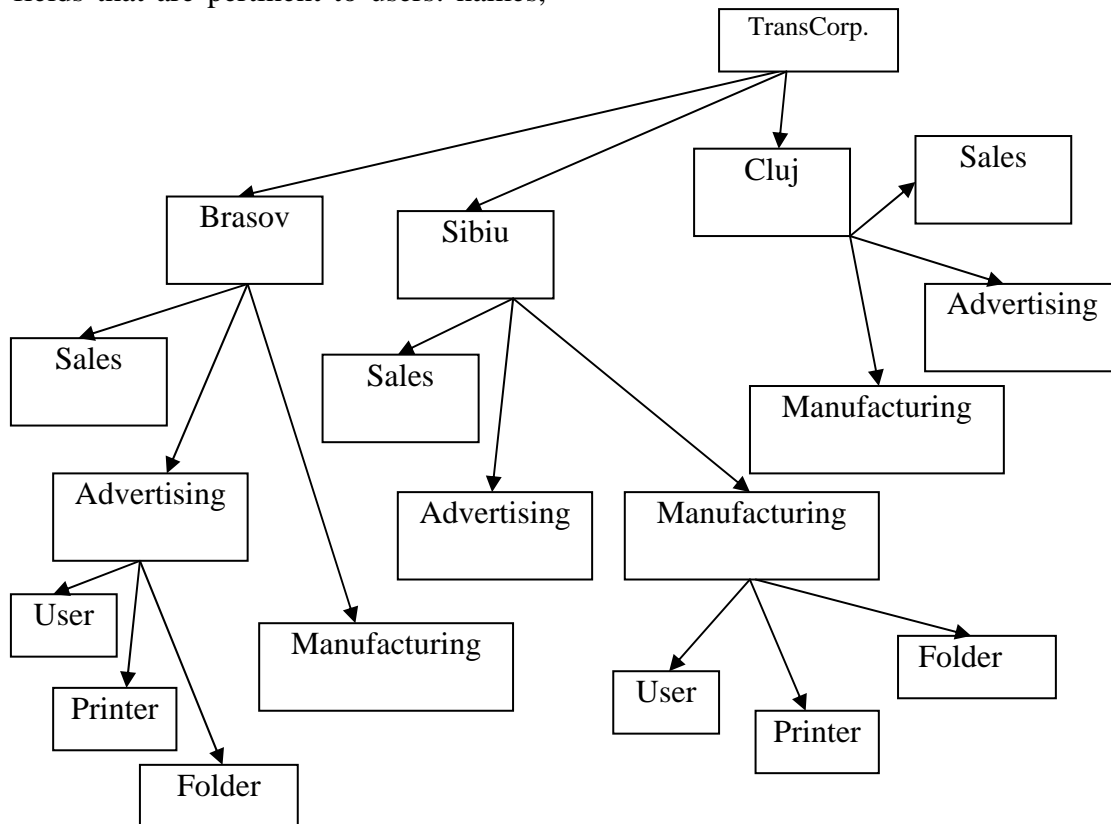 fields that are pertinent to users: names,
TransCorp.
Cluj
Sales
Brasov
Sibiu
Advertising
Sales
Sales
Manufacturing
Advertising
Advertising
Manufacturing
User
Manufacturing
Folder
User
Printer
Printer
Folder